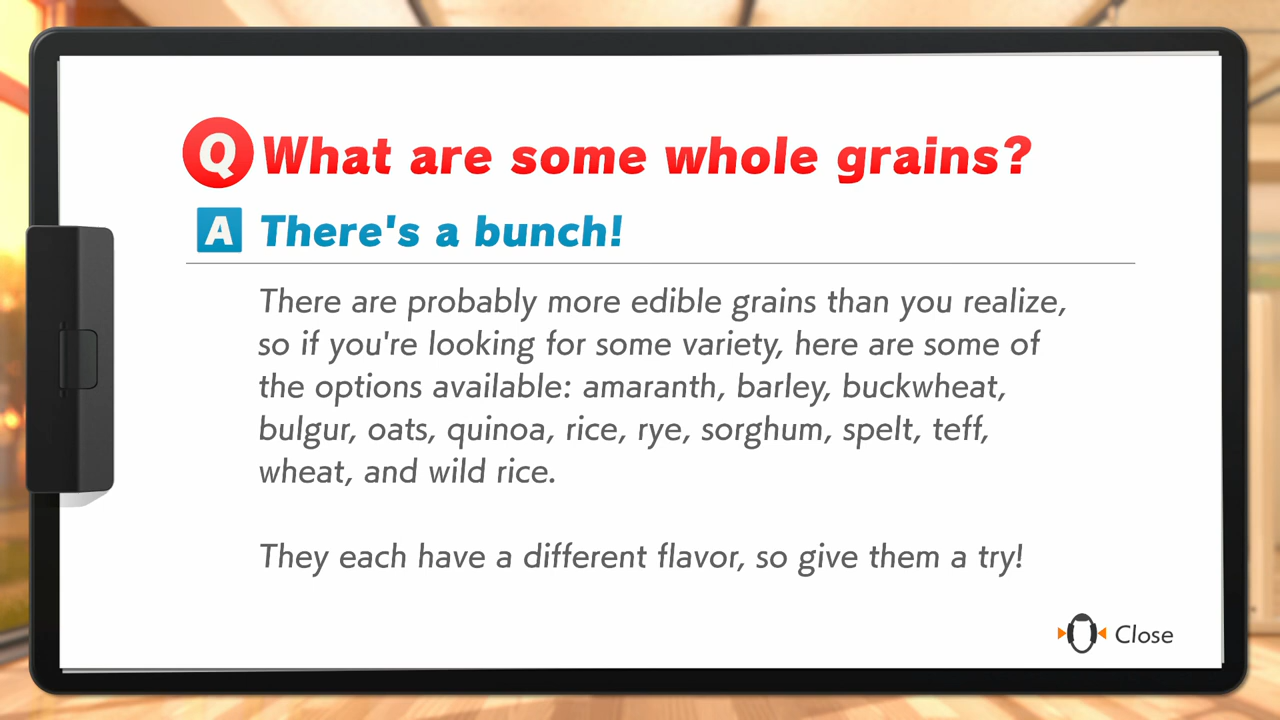 Q What are some whole grains?
A There's a bunch!
There are probably more edible grains than you realize,
so if you're looking for some variety, here are some of
the options available: amaranth, barley, buckwheat,
bulgur, oats, quinoa, rice, rye, sorghum, spelt, teff,
wheat, and wild rice.
They each have a different flavor, so give them a try!
Close